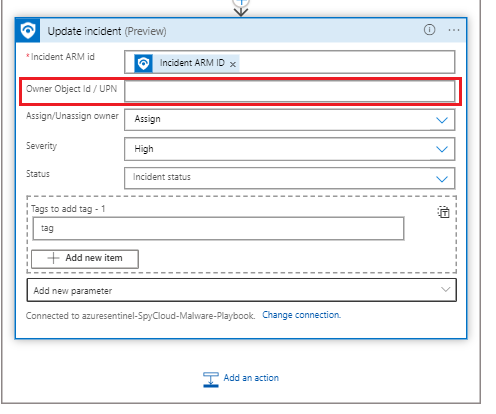 Update incident (Preview)
*Incident ARM id
Incident ARM ID ×
Owner Object Id / UPN
Assign/Unassign owner
Assign
Severity
High
Status
Incident status
Tags to add tag - 1
tag
+ Add new item
Add new parameter
Connected to azuresentinel-SpyCloud-Malware-Playbook. Change connection.
Add an action